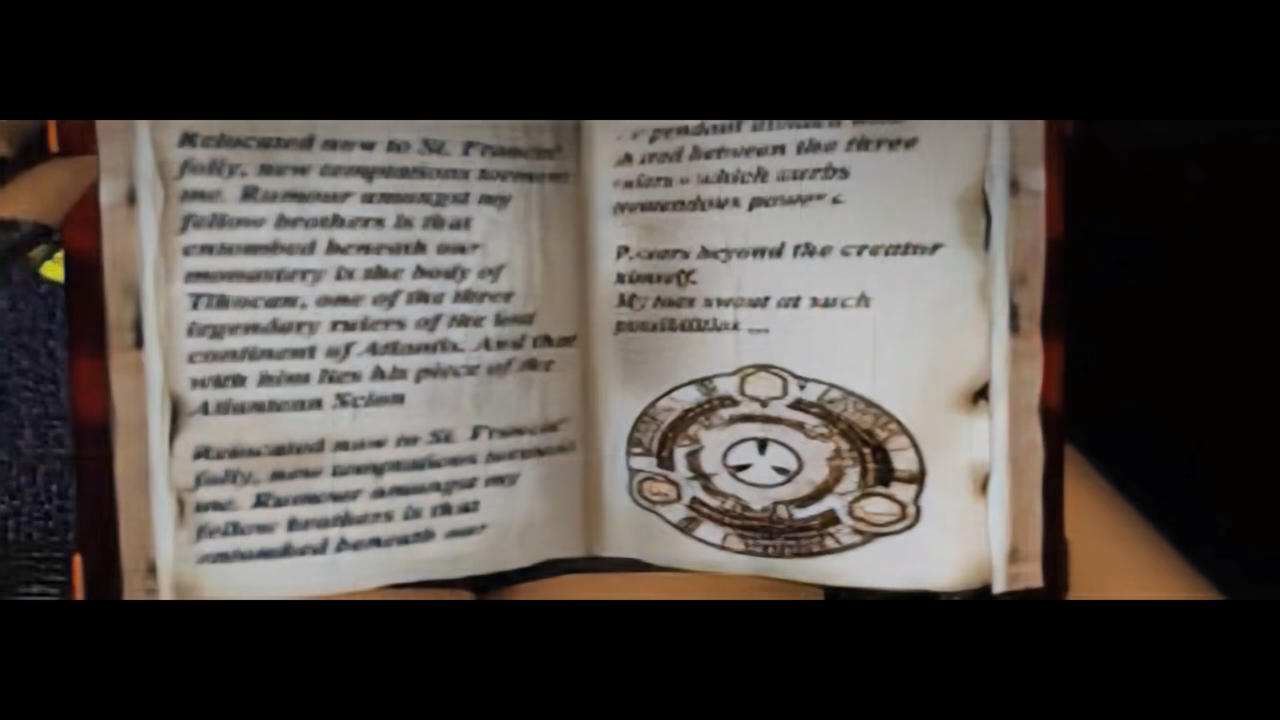 Relocated now to St. Francis'
folly, new temptations torment
me. Rumour amongst my
fellow brothers is that
entombed beneath our
monastery is the body of
Tihocan, one of the three
legendary rulers of the lost
continent of Atlantis. And that
with him lies his piece of the
Atlantean Scion
Relocated now to St. Francis'
folly, new temptations torment
me. Rumour amongst my
fellow brothers is that
entombed beneath our
pendant divided
between the three
which
tremendous
beyond the creator
himself.
My toes sweat at such
possibilities ...